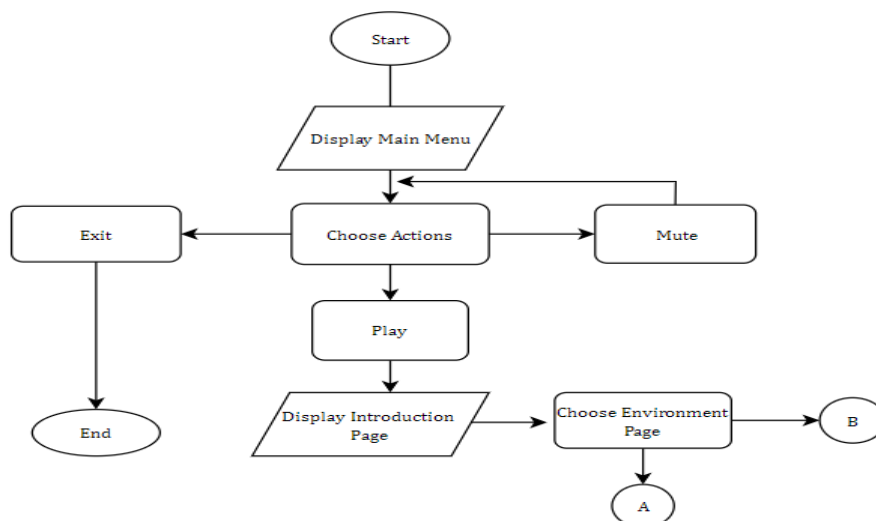 Start
Display Main Menu
Exit
Choose Actions
Mute
Play
Display Introduction
Page
Choose Environment
Page
B
End
A